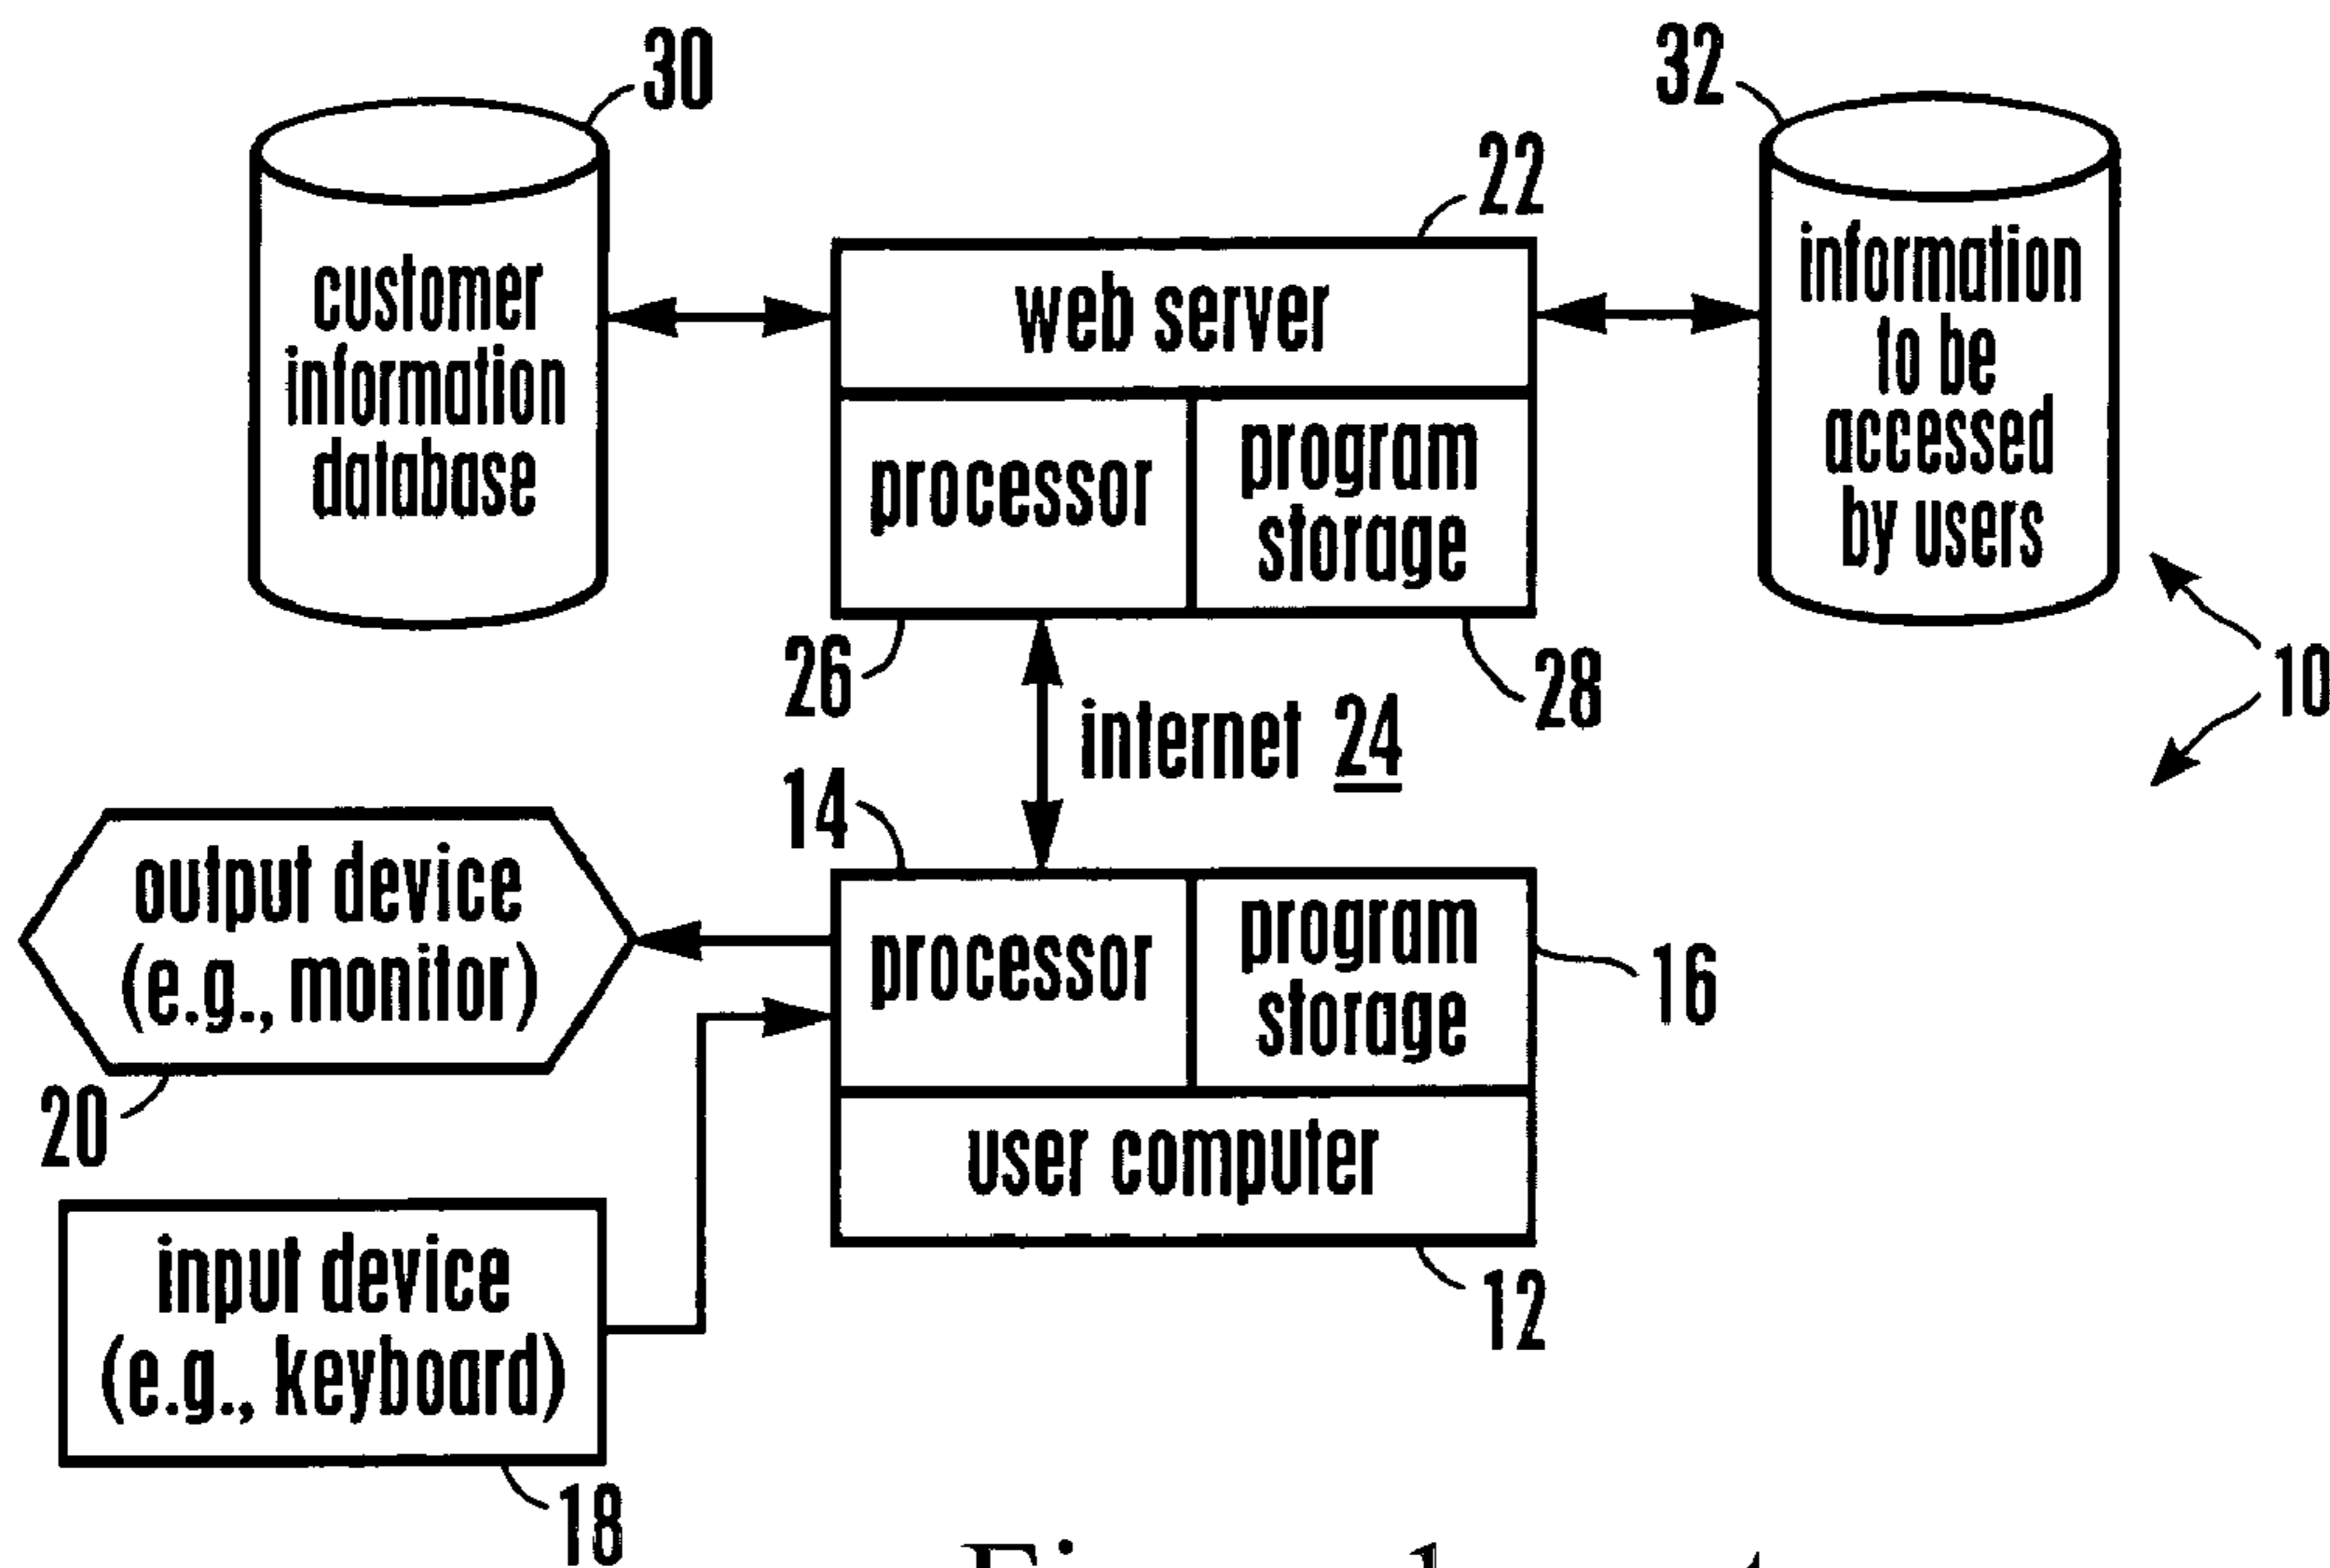 30
32
22
customer
information
database
web server
processor
program
storage
information
to be
accessed
by users
26
28
10
internet 24
14
output device
(e.g., monitor)
20
processor
program
storage
16
user computer
12
input device
(e.g., keyboard)
18